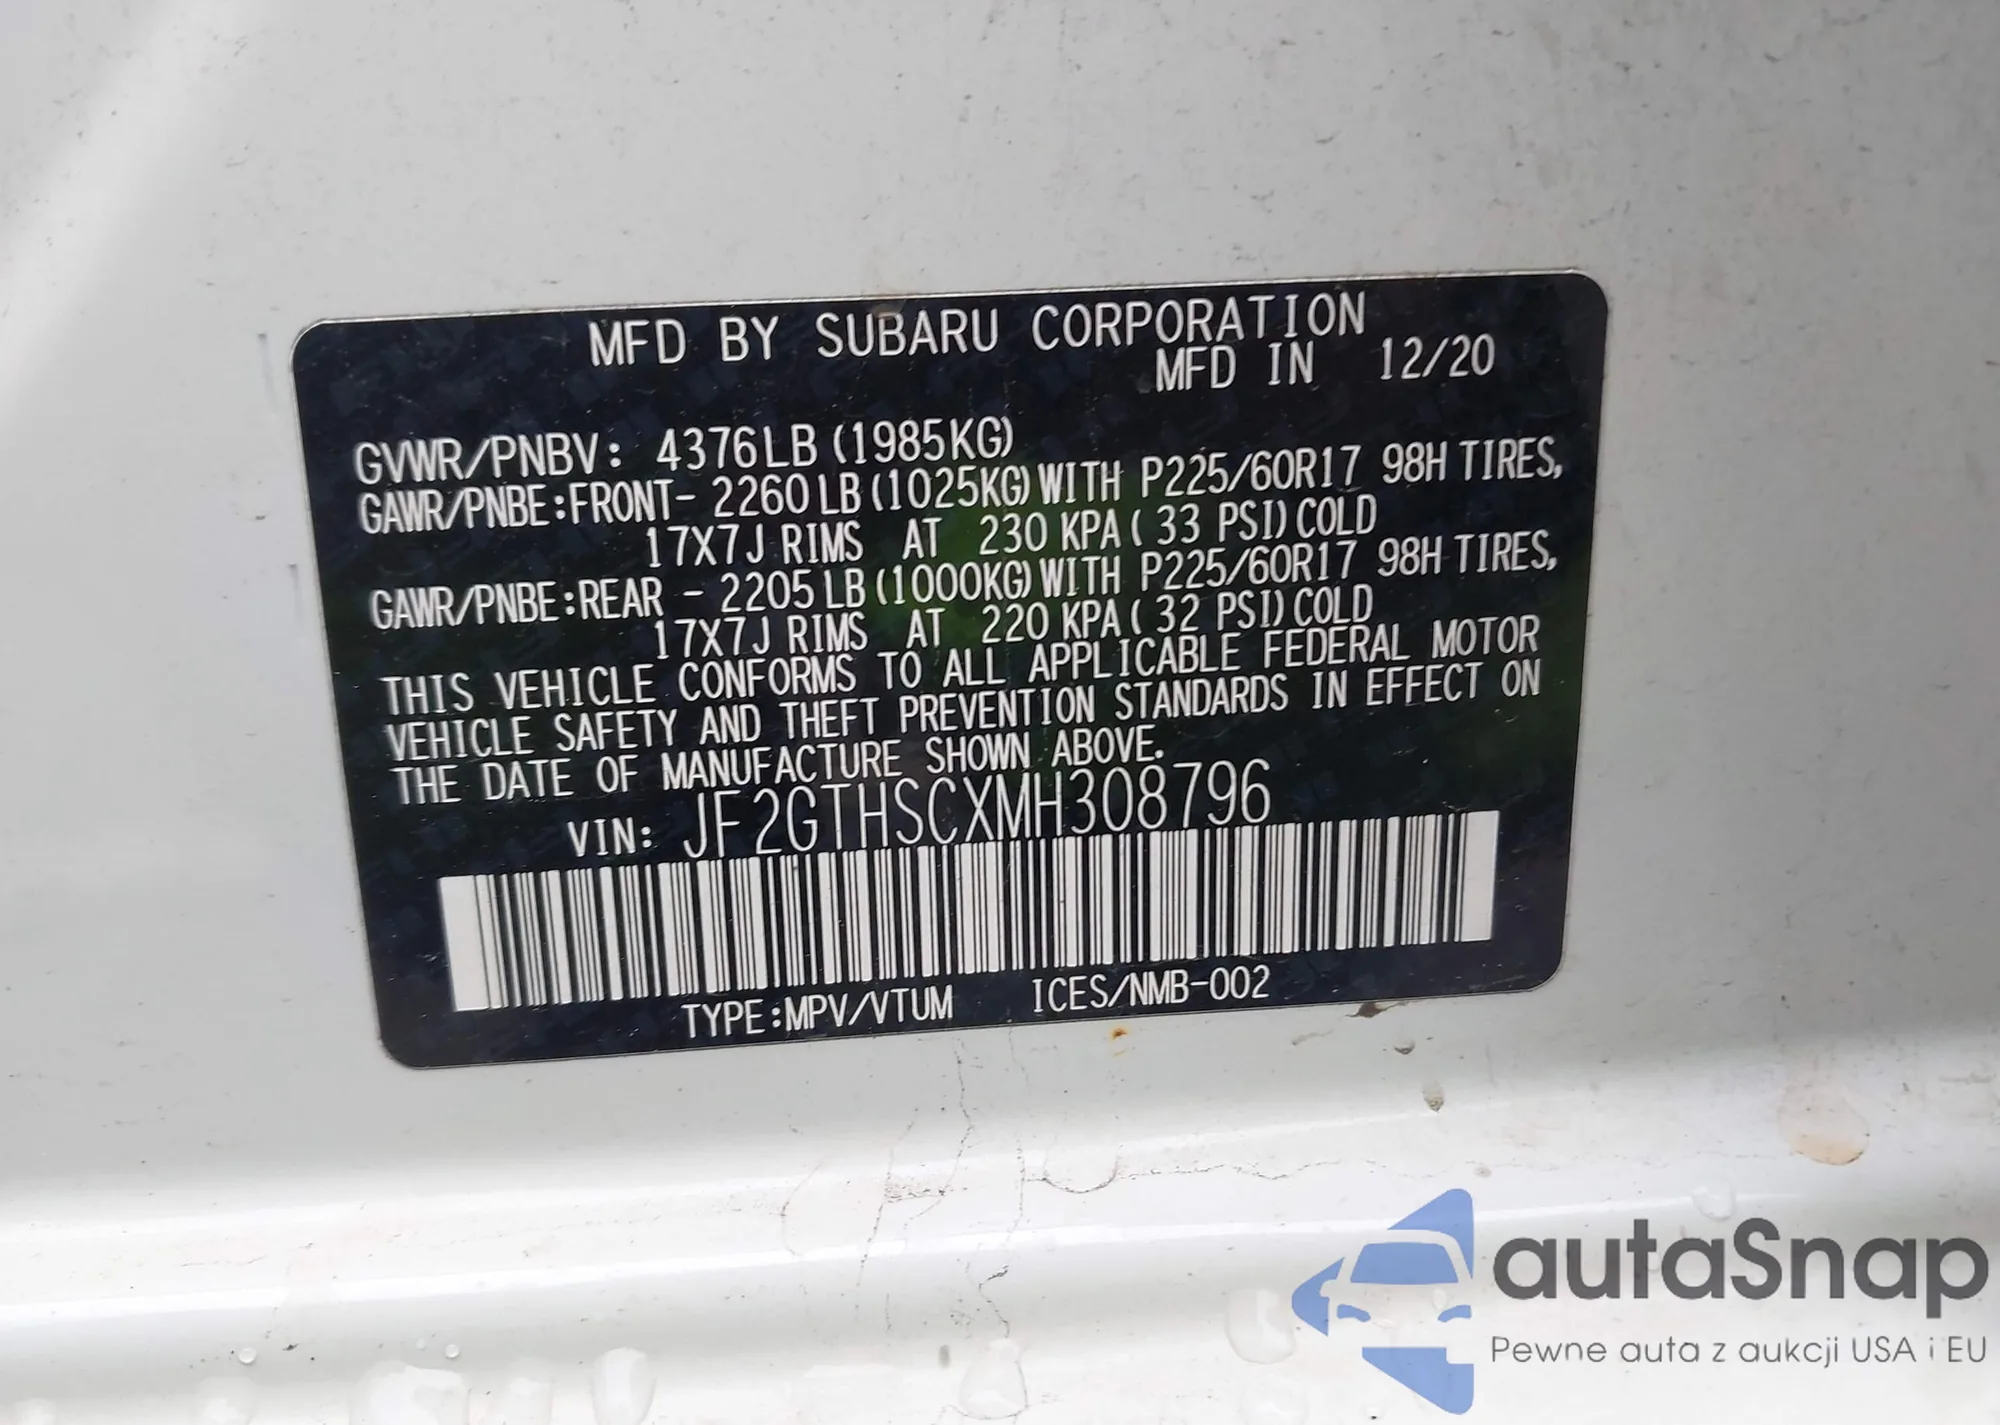 MFD BY SUBARU CORPORATION
MFD IN 12/20
GVWR/PNBV: 4376LB (1985KG)
GAWR/PNBE:FRONT- 2260LB (1025KG) WITH P225/60R17 98H TIRES,
17X7J RIMS AT 230 KPA( 33 PSI) COLD
GAWR/PNBE:REAR - 2205LB (1000KG) WITH P225/60R17 98H TIRES,
17X7J RIMS AT 220 KPA( 32 PSI) COLD
THIS VEHICLE CONFORMS TO ALL APPLICABLE FEDERAL MOTOR
VEHICLE SAFETY AND THEFT PREVENTION STANDARDS IN EFFECT ON
THE DATE OF MANUFACTURE SHOWN ABOVE.
VIN: JF2GTHSCXMH308796
TYPE:MPV/VTUM ICES/NMB-002
autaSnap
Pewne auta z aukcji USA i EU